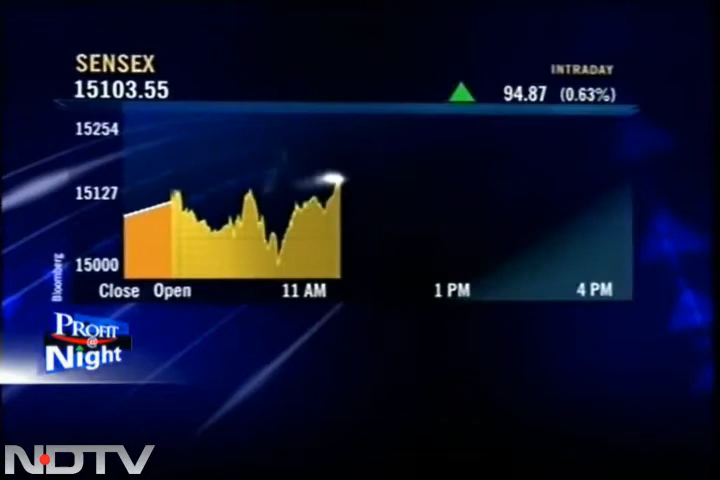 SENSEX
15103.55
INTRADAY
94.87 (0.63%)
15254
15127
15000
Bloomberg
Close Open 11 AM 1 PM 4 PM
PROFIT
@
Night
NDTV